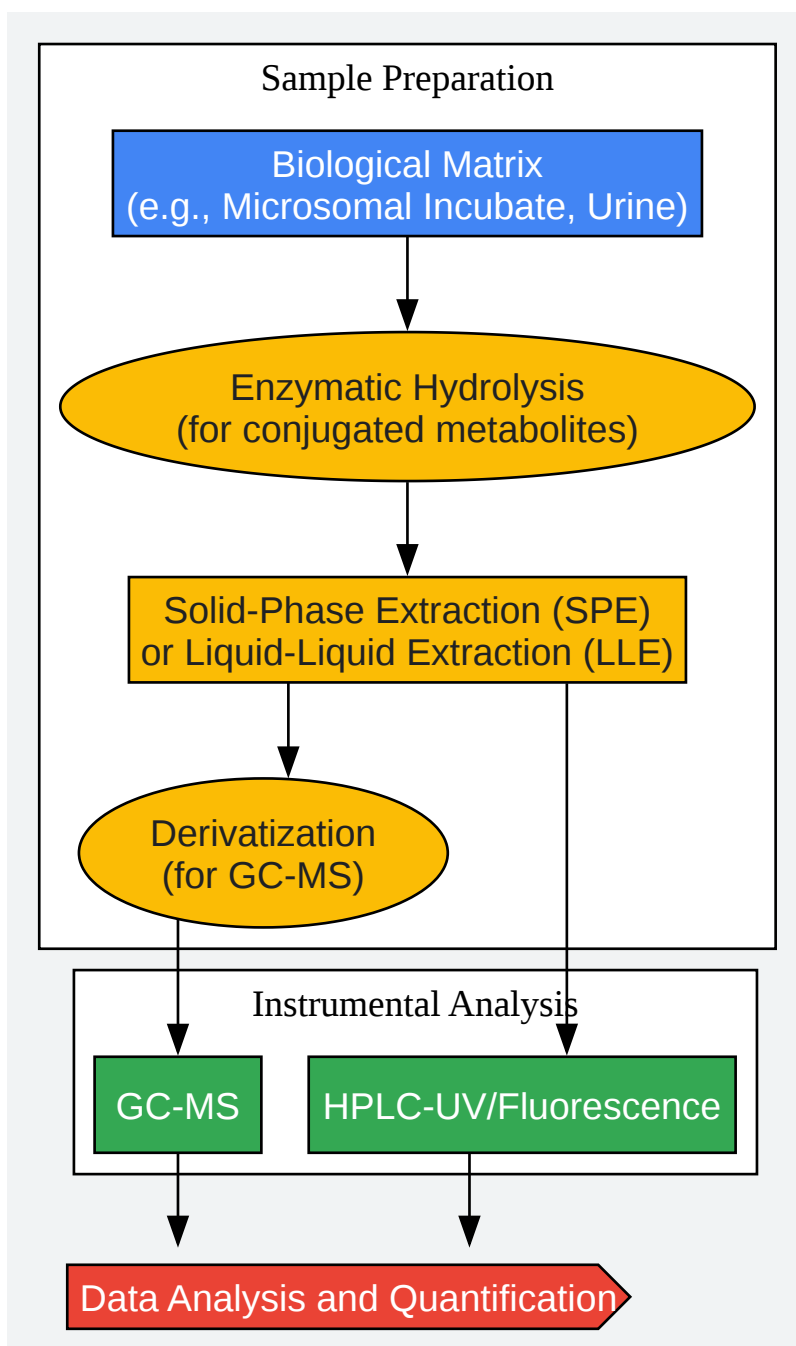 Sample Preparation
Biological Matrix
(e.g., Microsomal Incubate, Urine)
Enzymatic Hydrolysis
(for conjugated metabolites)
Solid-Phase Extraction (SPE)
or Liquid-Liquid Extraction (LLE)
Derivatization
(for GC-MS)
Instrumental Analysis
GC-MS
HPLC-UV/Fluorescence
Data Analysis and Quantification